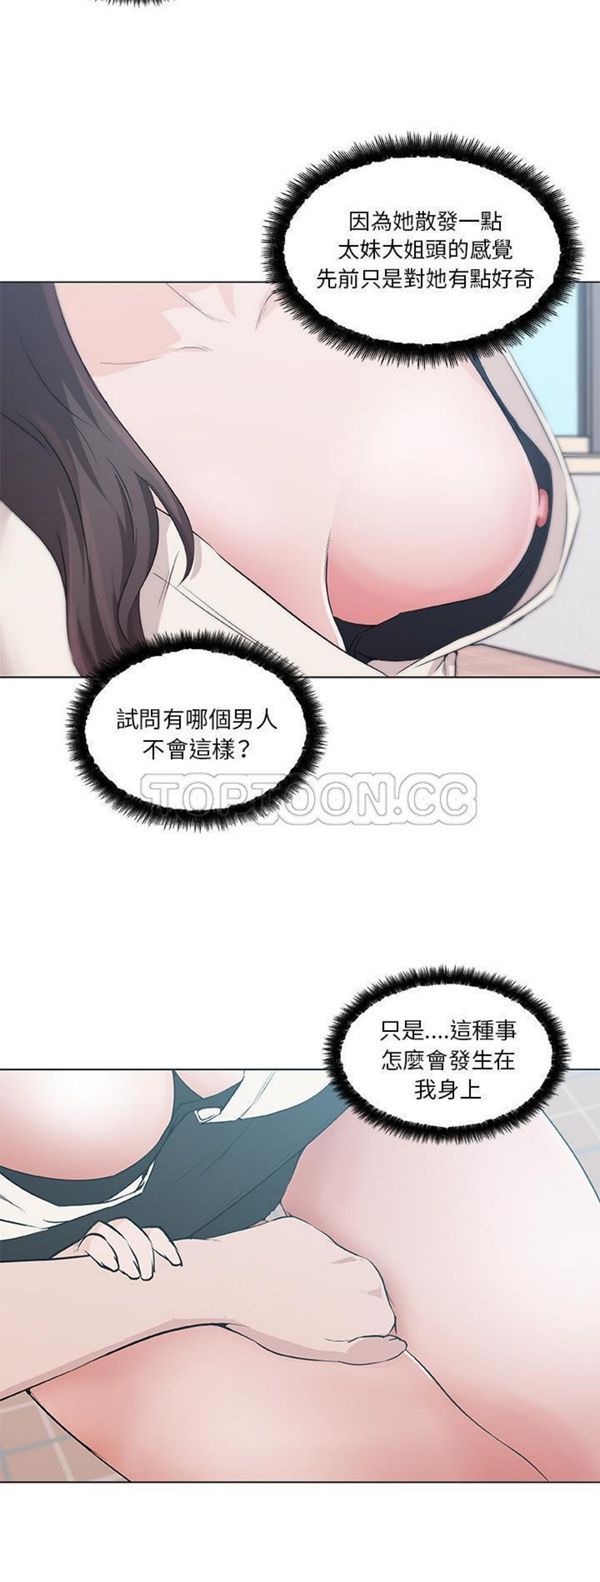 因為她散發一點
太妹大姐頭的感覺
先前只是對她有點好奇
試問有哪個男人
不會這樣？
TOPTOON.CC
只是....這種事
怎麼會發生在
我身上